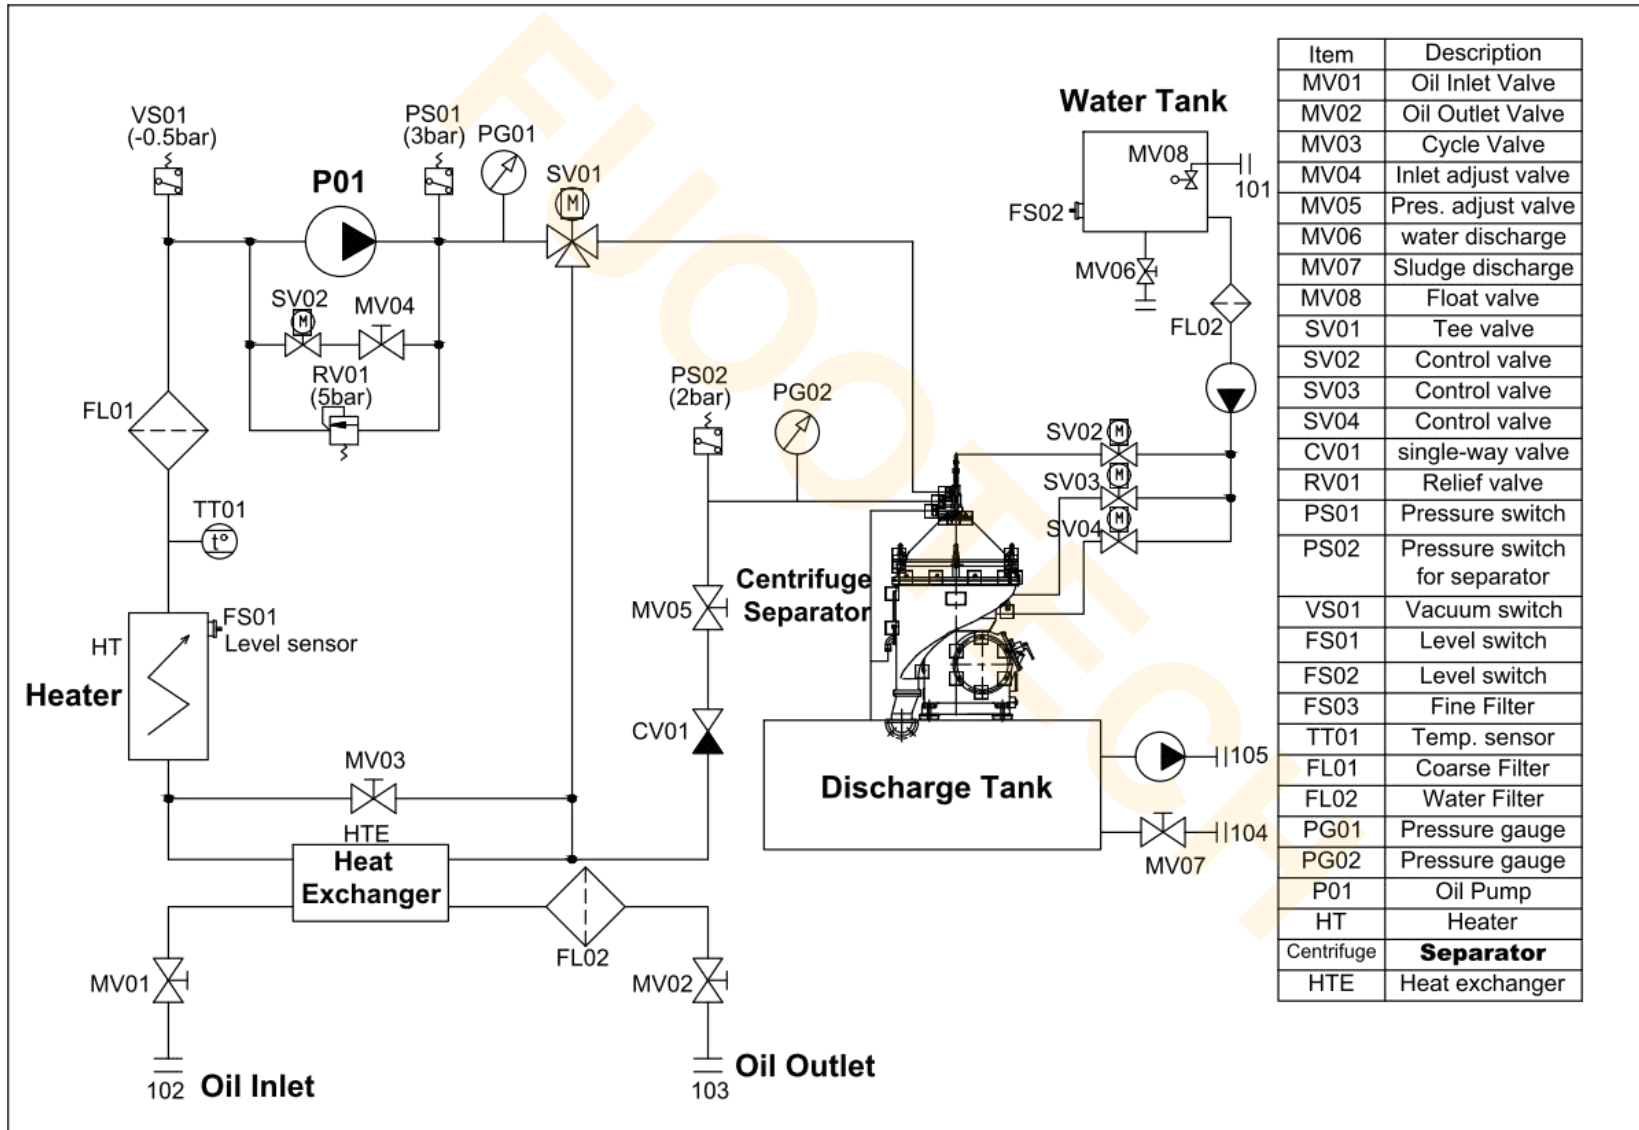 VS01
(-0.5bar)
PS01
(3bar)
PG01
P01
SV01
M
SV02
M
MV04
RV01
(5bar)
FL01
TT01
t°
HT
FS01
Level sensor
Heater
MV03
HTE
Heat
Exchanger
MV01
102
Oil Inlet
FL02
MV02
103
Oil Outlet
PS02
(2bar)
PG02
MV05
CV01
Centrifuge
Separator
Water Tank
MV08
101
FS02
MV06
FL02
SV02
M
SV03
M
SV04
M
Discharge Tank
105
104
MV07
Item Description
MV01 Oil Inlet Valve
MV02 Oil Outlet Valve
MV03 Cycle Valve
MV04 Inlet adjust valve
MV05 Pres. adjust valve
MV06 water discharge
MV07 Sludge discharge
MV08 Float valve
SV01 Tee valve
SV02 Control valve
SV03 Control valve
SV04 Control valve
CV01 single-way valve
RV01 Relief valve
PS01 Pressure switch
PS02 Pressure switch
for separator
VS01 Vacuum switch
FS01 Level switch
FS02 Level switch
FS03 Fine Filter
TT01 Temp. sensor
FL01 Coarse Filter
FL02 Water Filter
PG01 Pressure gauge
PG02 Pressure gauge
P01 Oil Pump
HT Heater
Centrifuge Separator
HTE Heat exchanger
FUOOTECH